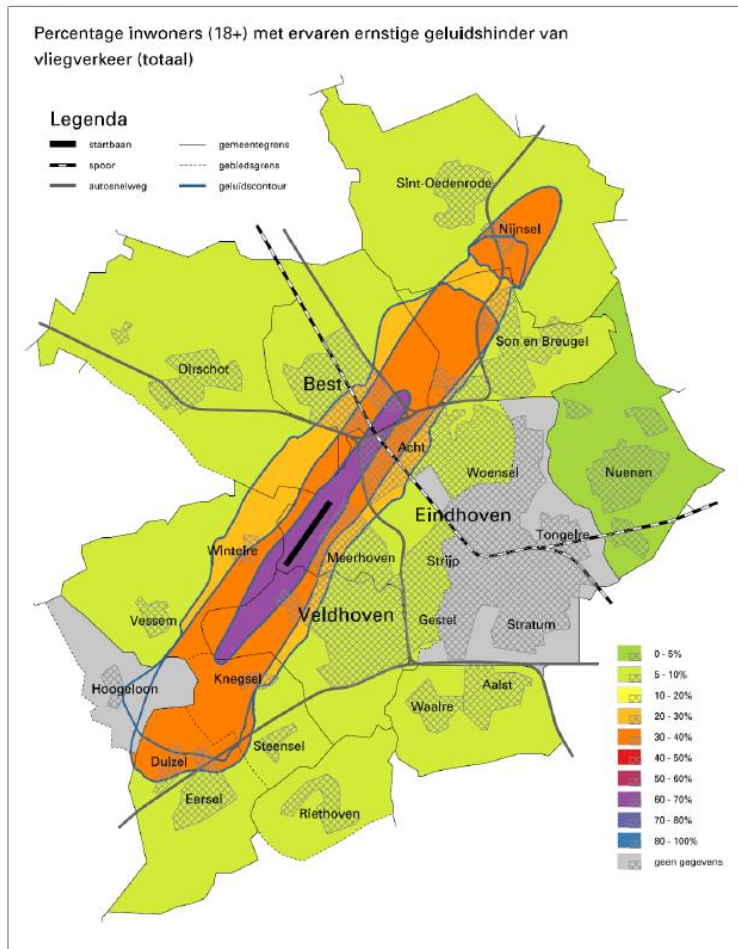 Percentage inwoners (18+) met ervaren ernstige geluidshinder van
vliegverkeer (totaal)
Legenda
startbaan
gemeentegrens
spoor
gebiedsgrens
autosnelweg
geluidscontour
Sint-Oedenrode
Nijnsel
Son en Breugel
Oirschot
Best
Acht
Woensel
Nuenen
Eindhoven
Tongelre
Wintelre
Meerhoven
Strijp
Veldhoven
Vessem
Gestel
Stratum
Hoogeloon
Knegsel
Aalst
Waalre
Steensel
Duizel
Eersel
Riethoven
0 - 5%
5 - 10%
10 - 20%
20 - 30%
30 - 40%
40 - 50%
50 - 60%
60 - 70%
70 - 80%
80 - 100%
geen gegevens